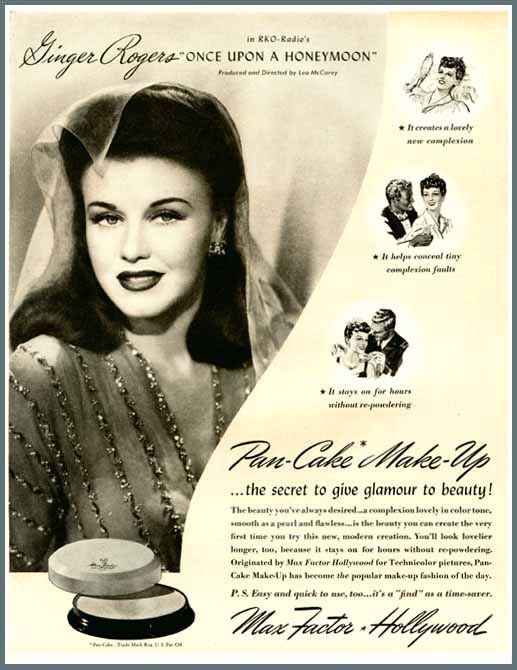 Ginger Rogers
in RKO-Radio's
"ONCE UPON A HONEYMOON"
Produced and Directed by Leo McCarey
★ It creates a lovely
new complexion
★ It helps conceal tiny
complexion faults
★ It stays on for hours
without re-powdering
Pan-Cake* Make-Up
...the secret to give glamour to beauty!
The beauty you've always desired...a complexion lovely in color tone,
smooth as a pearl and flawless...is the beauty you can create the very
first time you try this new, modern creation. You'll look lovelier
longer, too, because it stays on for hours without re-powdering.
Originated by Max Factor Hollywood for Technicolor pictures, Pan-
Cake Make-Up has become the popular make-up fashion of the day.
P. S. Easy and quick to use, too...it's a "find" as a time-saver.
Max Factor ★ Hollywood
*Pan-Cake...Trade Mark Reg. U. S. Pat. Off.